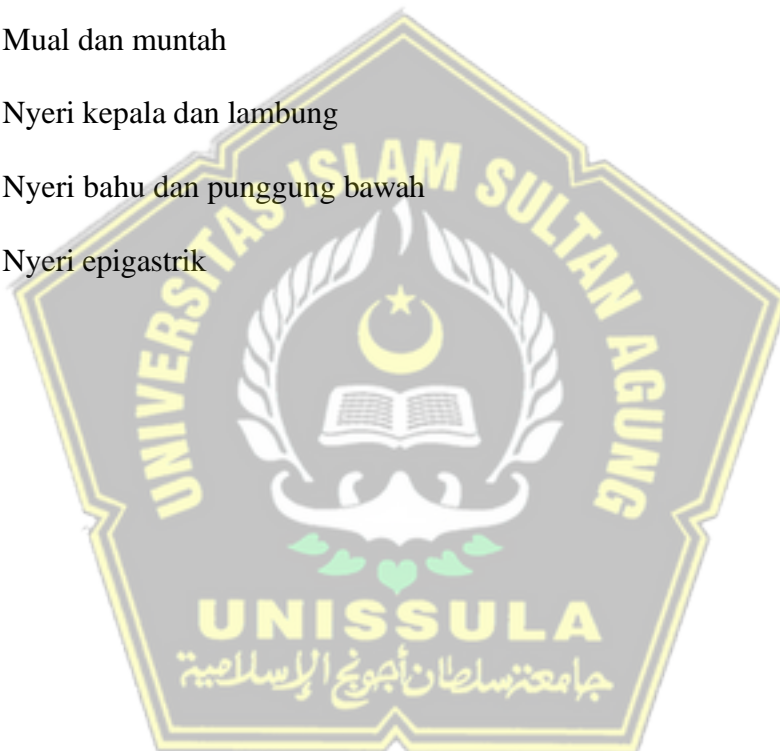 Mual dan muntah
Nyeri kepala dan lambung
Nyeri bahu dan punggung bawah
Nyeri epigastrik
UNIVERSITAS ISLAM SULTAN AGUNG
UNISSULA
جامعة سلطان أجونج الإسلامية